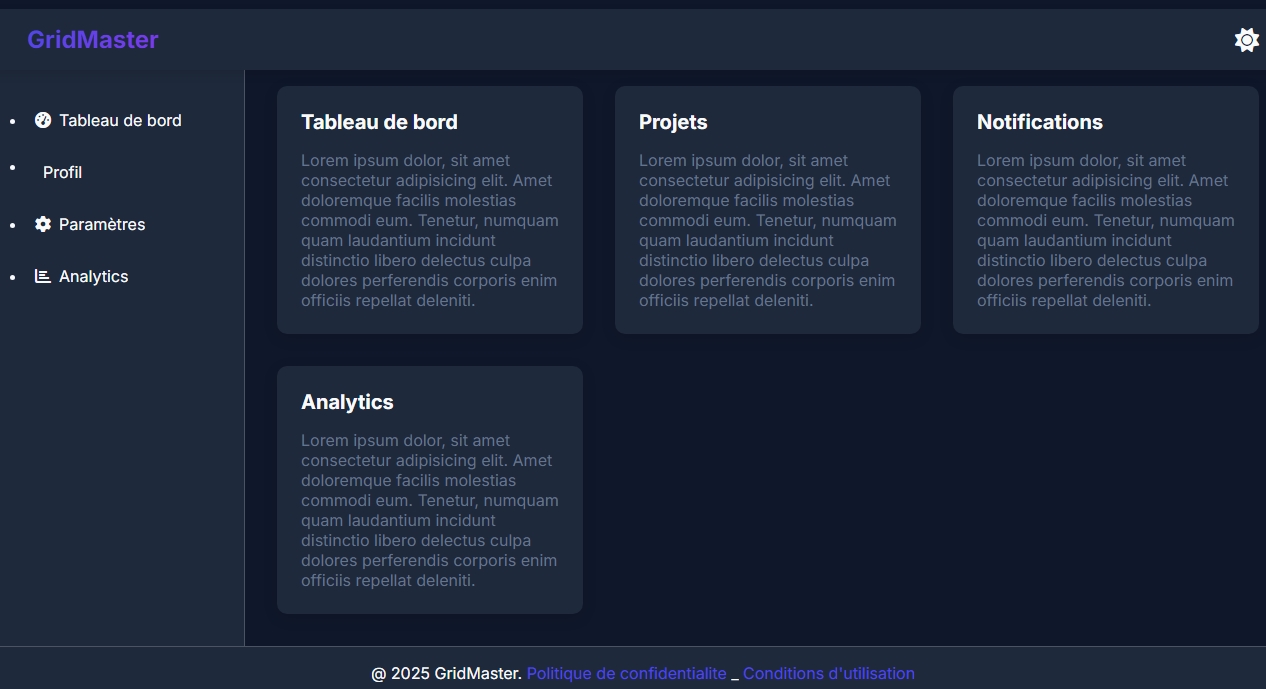 GridMaster
Tableau de bord
Profil
Paramètres
Analytics
Tableau de bord
Lorem ipsum dolor, sit amet
consectetur adipisicing elit. Amet
doloremque facilis molestias
commodi eum. Tenetur, numquam
quam laudantium incidunt
distinctio libero delectus culpa
dolores perferendis corporis enim
officiis repellat deleniti.
Projets
Lorem ipsum dolor, sit amet
consectetur adipisicing elit. Amet
doloremque facilis molestias
commodi eum. Tenetur, numquam
quam laudantium incidunt
distinctio libero delectus culpa
dolores perferendis corporis enim
officiis repellat deleniti.
Notifications
Lorem ipsum dolor, sit amet
consectetur adipisicing elit. Amet
doloremque facilis molestias
commodi eum. Tenetur, numquam
quam laudantium incidunt
distinctio libero delectus culpa
dolores perferendis corporis enim
officiis repellat deleniti.
Analytics
Lorem ipsum dolor, sit amet
consectetur adipisicing elit. Amet
doloremque facilis molestias
commodi eum. Tenetur, numquam
quam laudantium incidunt
distinctio libero delectus culpa
dolores perferendis corporis enim
officiis repellat deleniti.
@ 2025 GridMaster. Politique de confidentialite _ Conditions d'utilisation